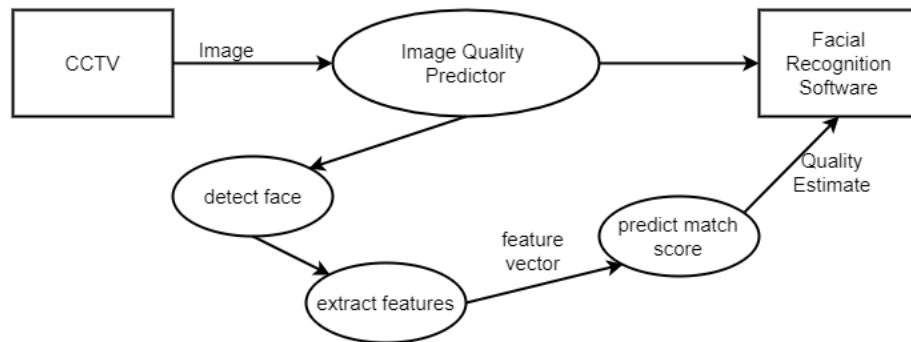 CCTV
Image
Image Quality
Predictor
Facial
Recognition
Software
detect face
extract features
feature
vector
predict match
score
Quality
Estimate